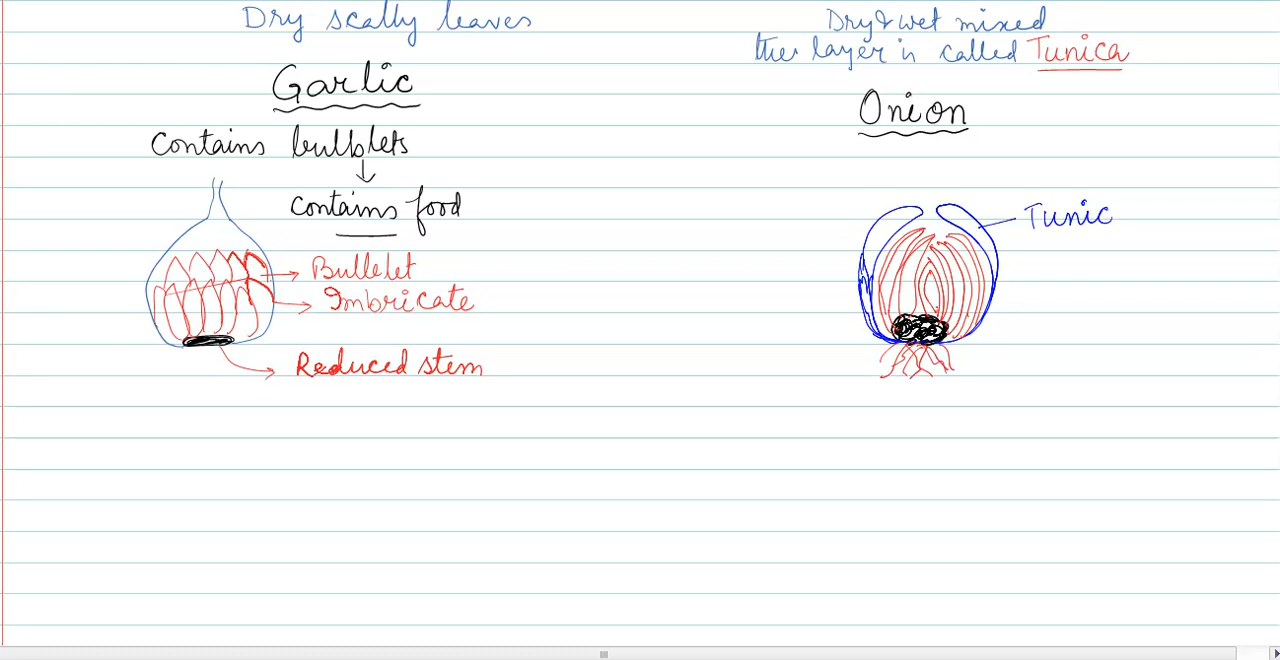 Dry scally leaves
Garlic
Contains bulblets
Contains food
Bullelet
Imbricate
Reduced stem
Dry & wet mixed
the layer is called Tunica
Onion
Tunic